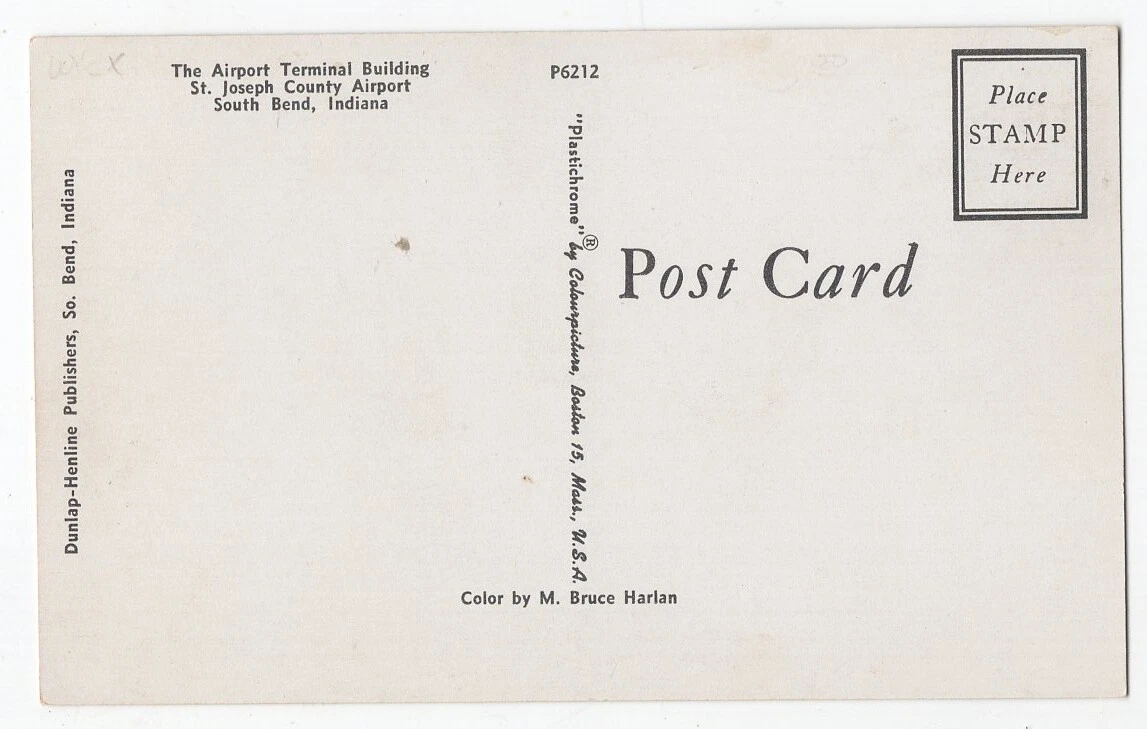 The Airport Terminal Building
St. Joseph County Airport
South Bend, Indiana
P6212
Place
STAMP
Here
Dunlap-Henline Publishers, So. Bend, Indiana
"Plastichrome"® by Colourpicture, Boston 15, Mass., U.S.A.
Post Card
Color by M. Bruce Harlan